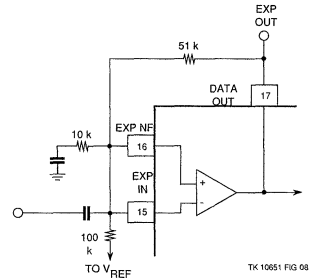 EXP
OUT
51 k
DATA
OUT
17
10 k
EXP NF
16
+
EXP
IN
-
15
100
k
TO VREF
TK 10651 FIG 08